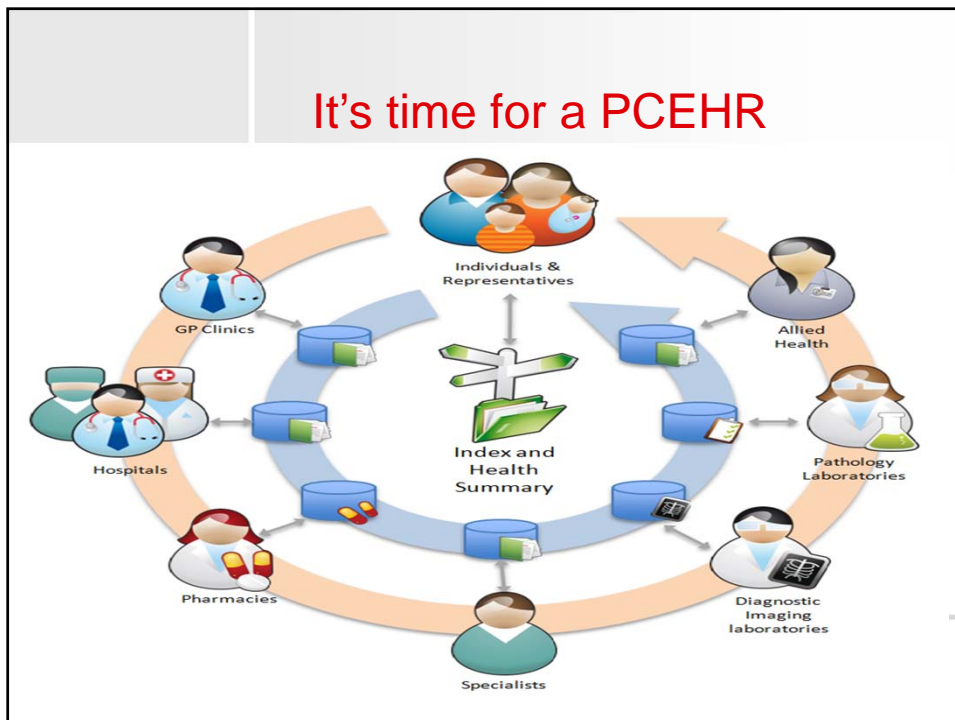 It’s time for a PCEHR
Individuals &
Representatives
GP Clinics
Allied
Health
Hospitals
Index and
Health
Summary
Pathology
Laboratories
Pharmacies
Diagnostic
Imaging
laboratories
Specialists